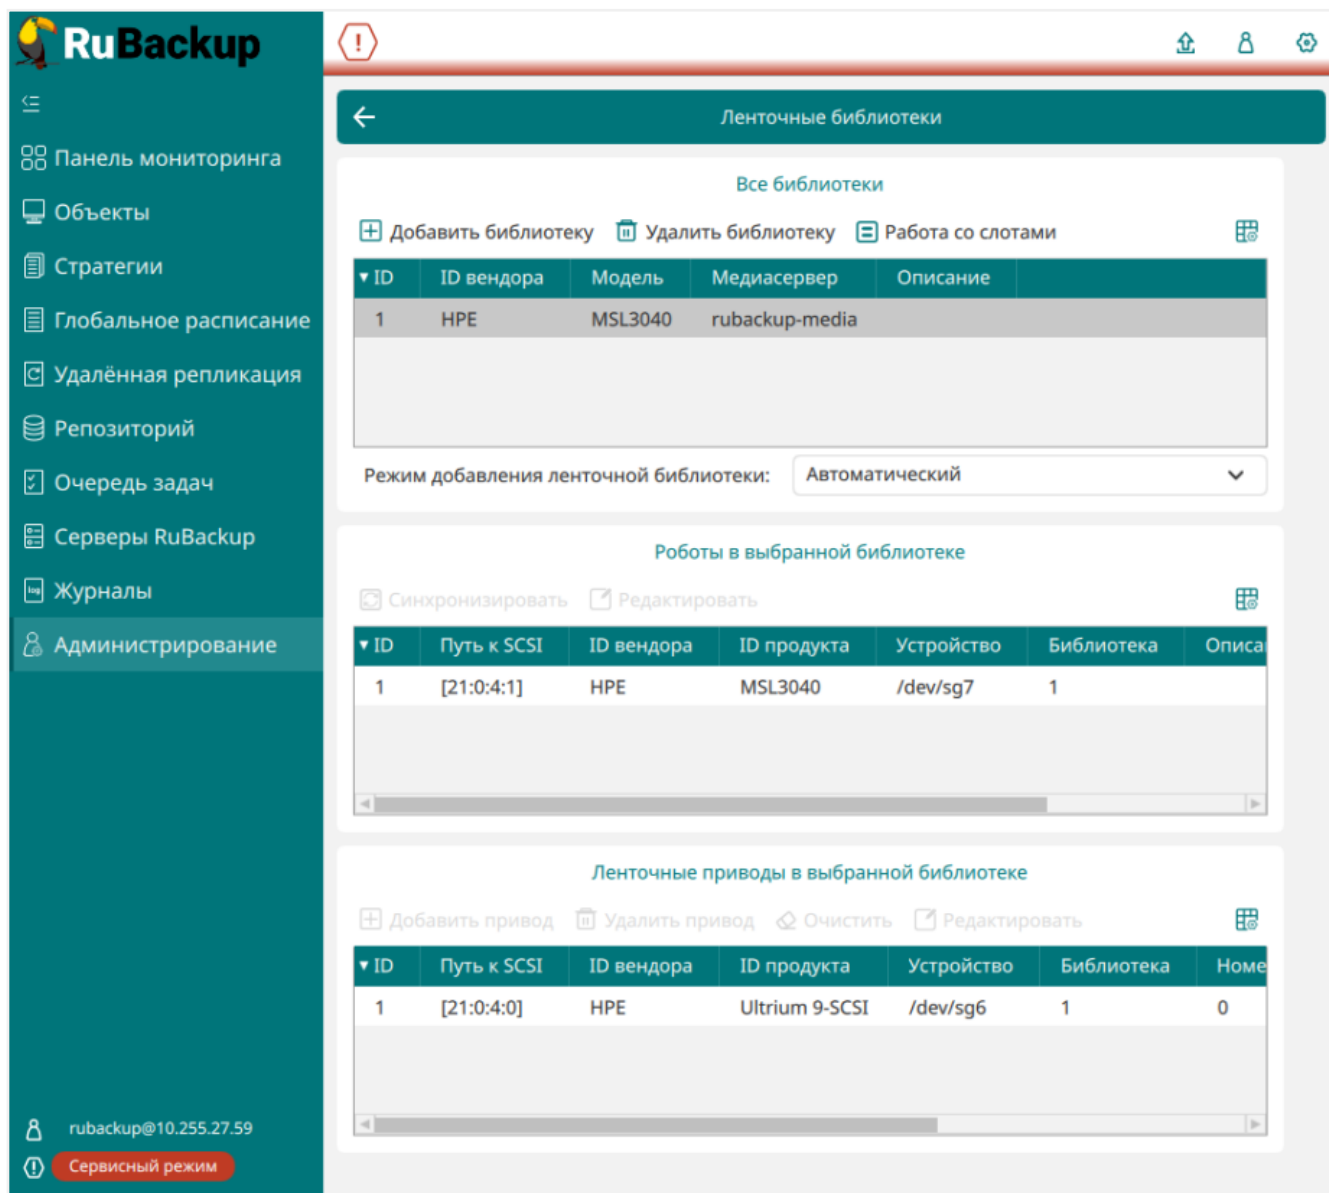 RuBackup
Панель мониторинга
Объекты
Стратегии
Глобальное расписание
Удалённая репликация
Репозиторий
Очередь задач
Серверы RuBackup
log Журналы
Администрирование
rubackup@10.255.27.59
Сервисный режим
Ленточные библиотеки
Все библиотеки
Добавить библиотеку Удалить библиотеку Работа со слотами
ID ID вендора Модель Медиасервер Описание
1 HPE MSL3040 rubackup-media
Режим добавления ленточной библиотеки: Автоматический
Роботы в выбранной библиотеке
Синхронизировать Редактировать
ID Путь к SCSI ID вендора ID продукта Устройство Библиотека Описа
1 [21:0:4:1] HPE MSL3040 /dev/sg7 1
Ленточные приводы в выбранной библиотеке
Добавить привод Удалить привод Очистить Редактировать
ID Путь к SCSI ID вендора ID продукта Устройство Библиотека Номе
1 [21:0:4:0] HPE Ultrium 9-SCSI /dev/sg6 1 0